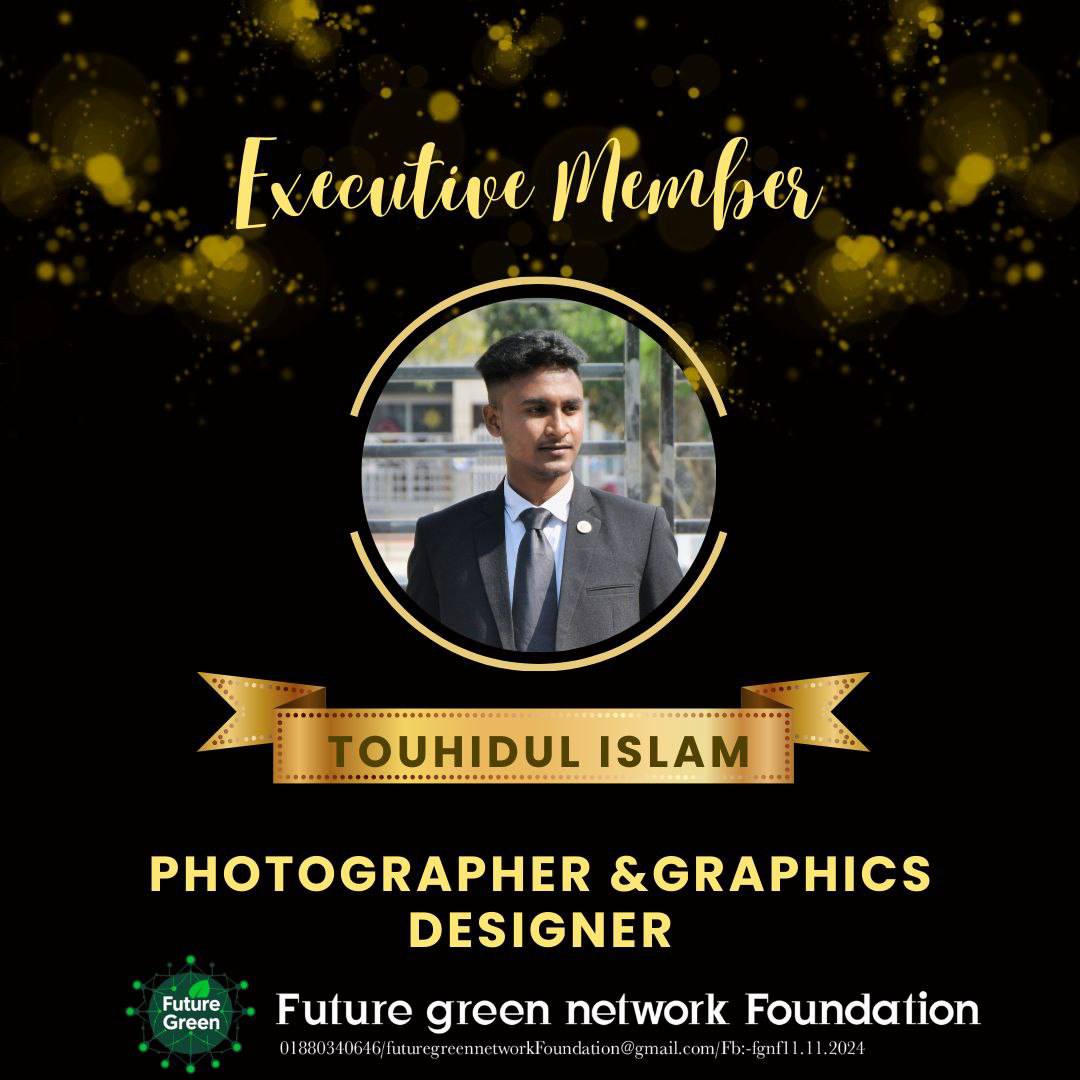 Executive Member
TOUHIDUL ISLAM
PHOTOGRAPHER &GRAPHICS
DESIGNER
Future
Green
Future green network Foundation
01880340646/futuregreennetworkFoundation@gmail.com/Fb:-fgnf11.11.2024